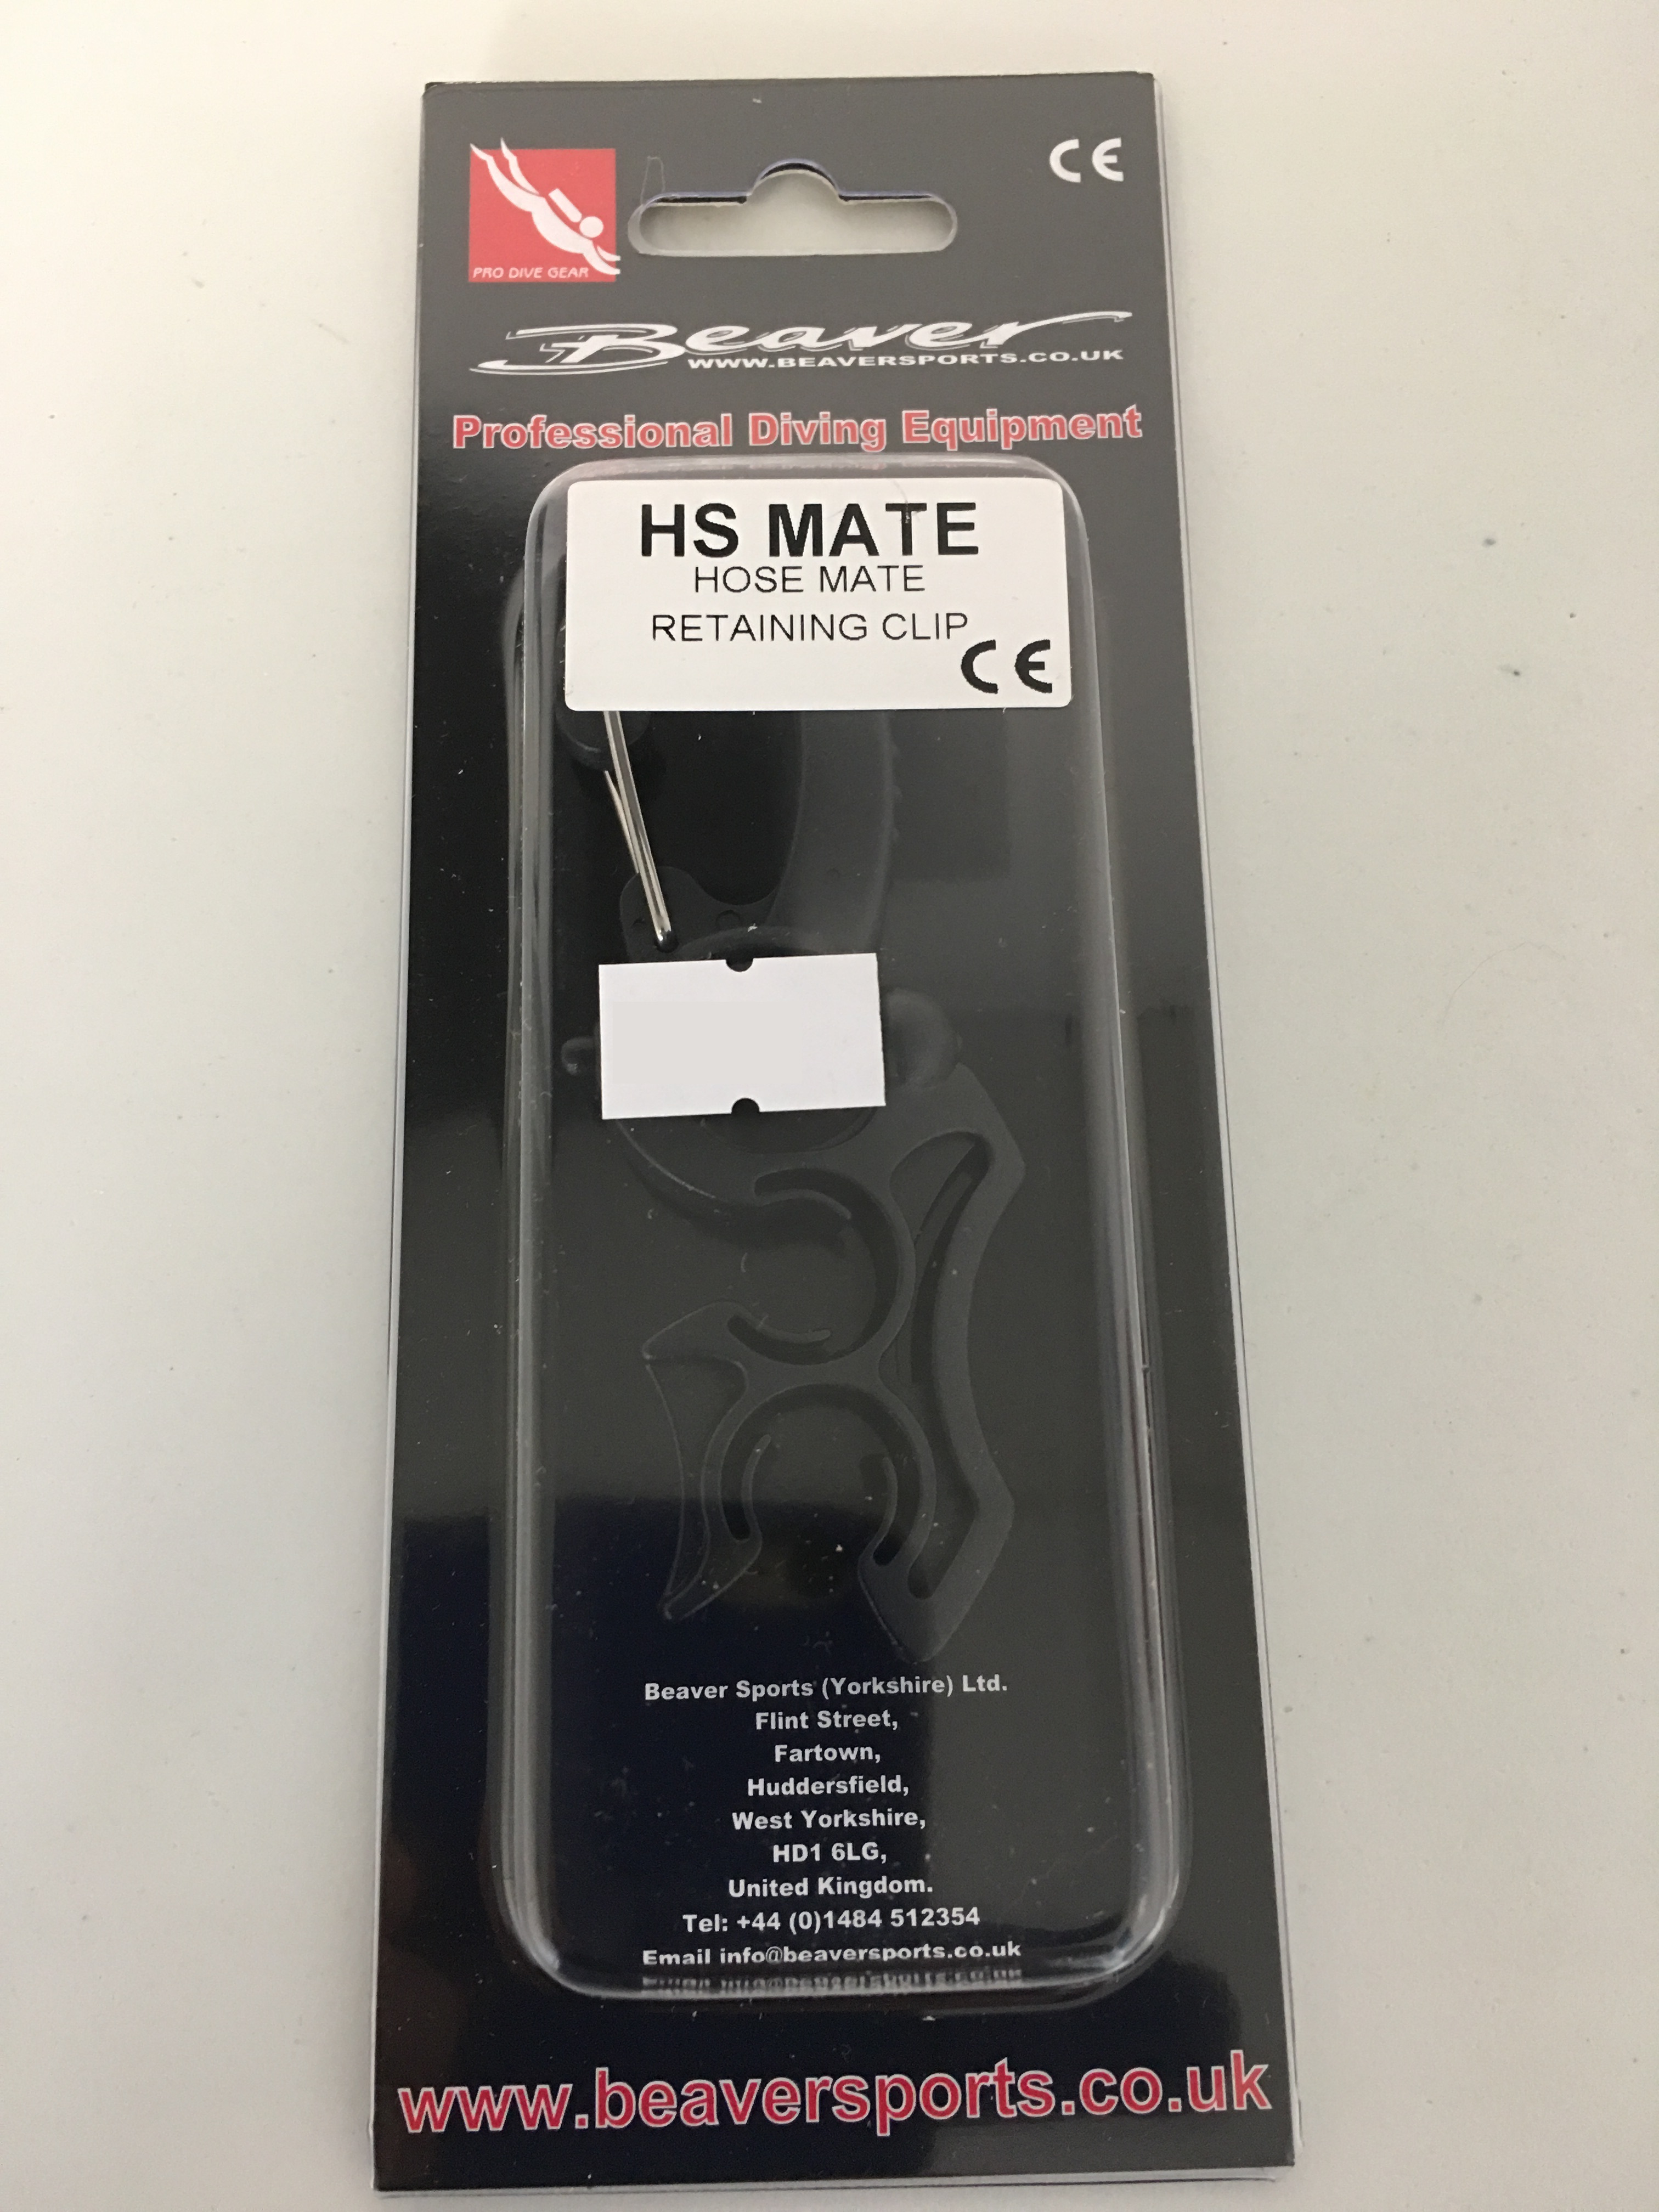 CE
PRO DIVE GEAR
Beaver
WWW.BEAVERSPORTS.CO.UK
Professional Diving Equipment
HS MATE
HOSE MATE
RETAINING CLIP
CE
Beaver Sports (Yorkshire) Ltd.
Flint Street,
Fartown,
Huddersfield,
West Yorkshire,
HD1 6LG,
United Kingdom.
Tel: +44 (0)1484 512354
Email info@beaversports.co.uk
www.beaversports.co.uk